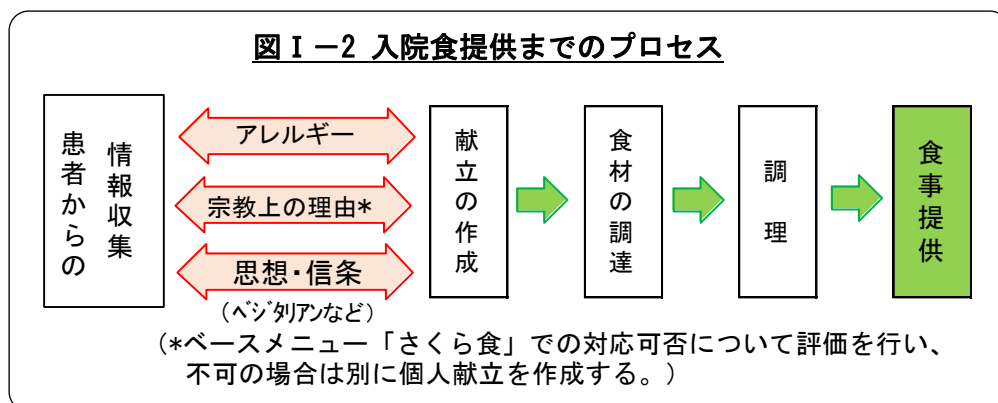 図Ⅰ－2 入院食提供までのプロセス
患者からの
情報収集
アレルギー
宗教上の理由*
思想・信条
（ﾍﾞｼﾞﾀﾘｱﾝなど）
献立の作成
食材の調達
調理
食事提供
（*ベースメニュー「さくら食」での対応可否について評価を行い、
不可の場合は別に個人献立を作成する。）